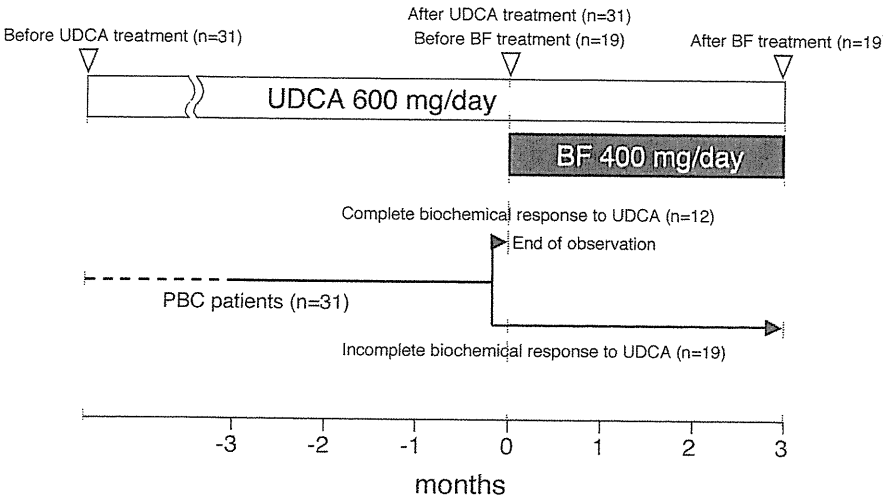 After UDCA treatment (n=31)
Before UDCA treatment (n=31)
Before BF treatment (n=19)
After BF treatment (n=19
UDCA 600 mg/day
BF 400 mg/day
Complete biochemical response to UDCA (n=12)
End of observation
PBC patients (n=31)
Incomplete biochemical response to UDCA (n=19)
-3 -2 -1 0 1 2 3
months